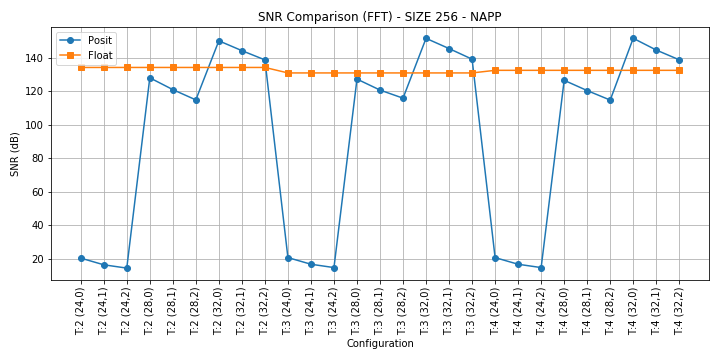 SNR Comparison (FFT) - SIZE 256 - NAPP
Posit
Float
SNR (dB)
140
120
100
80
60
40
20
T:2 (24,0)
T:2 (24,1)
T:2 (24,2)
T:2 (28,0)
T:2 (28,1)
T:2 (28,2)
T:2 (32,0)
T:2 (32,1)
T:2 (32,2)
T:3 (24,0)
T:3 (24,1)
T:3 (24,2)
T:3 (28,0)
T:3 (28,1)
T:3 (28,2)
T:3 (32,0)
T:3 (32,1)
T:3 (32,2)
T:4 (24,0)
T:4 (24,1)
T:4 (24,2)
T:4 (28,0)
T:4 (28,1)
T:4 (28,2)
T:4 (32,0)
T:4 (32,1)
T:4 (32,2)
Configuration